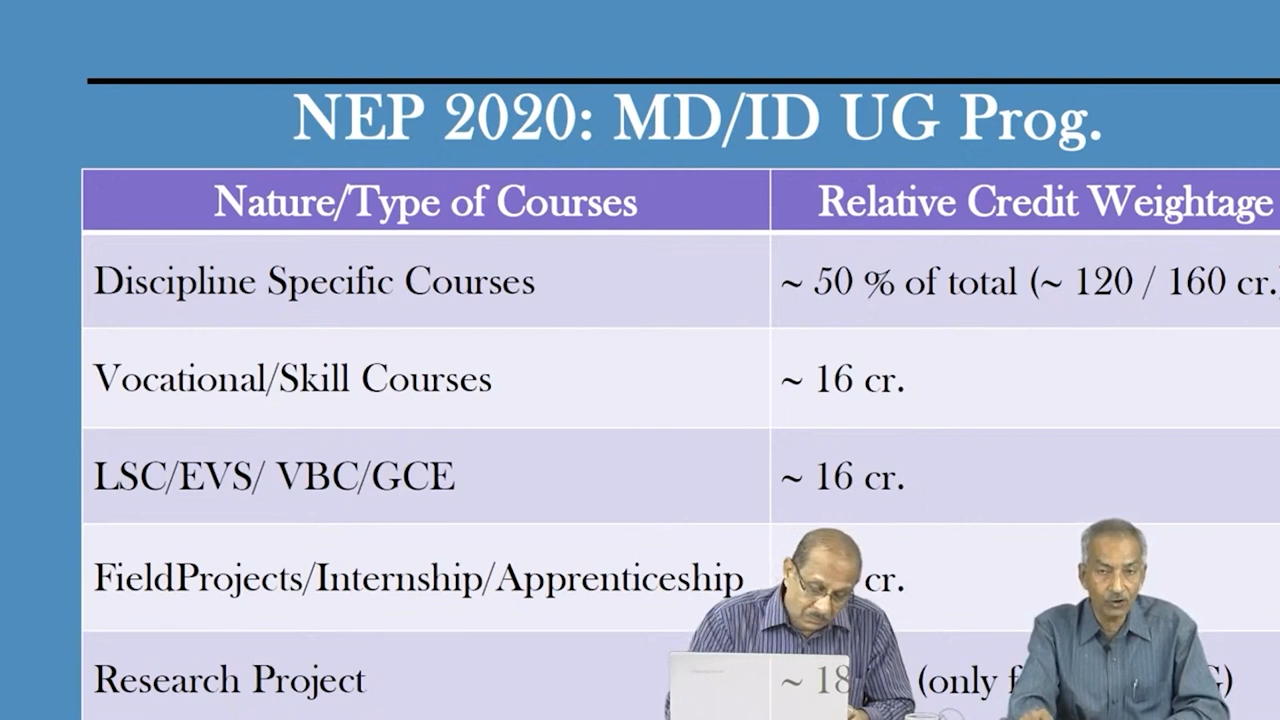 NEP 2020: MD/ID UG Prog.
Nature/Type of Courses Relative Credit Weightage
Discipline Specific Courses ~ 50 % of total (~ 120 / 160 cr.
Vocational/Skill Courses ~ 16 cr.
LSC/EVS/ VBC/GCE ~ 16 cr.
FieldProjects/Internship/Apprenticeship cr.
Research Project ~ 18 (only